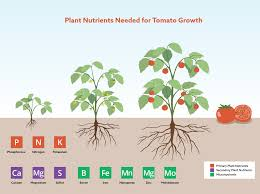 Plant Nutrients Needed for Tomato Growth
P N K
Phosphorous Nitrogen Potassium
Ca Mg S B Fe Mn Zn Mo
Calcium Magnesium Sulfur Boron Iron Manganese Zinc Molybdenum
Primary Plant Nutrients
Secondary Plant Nutrients
Micronutrients